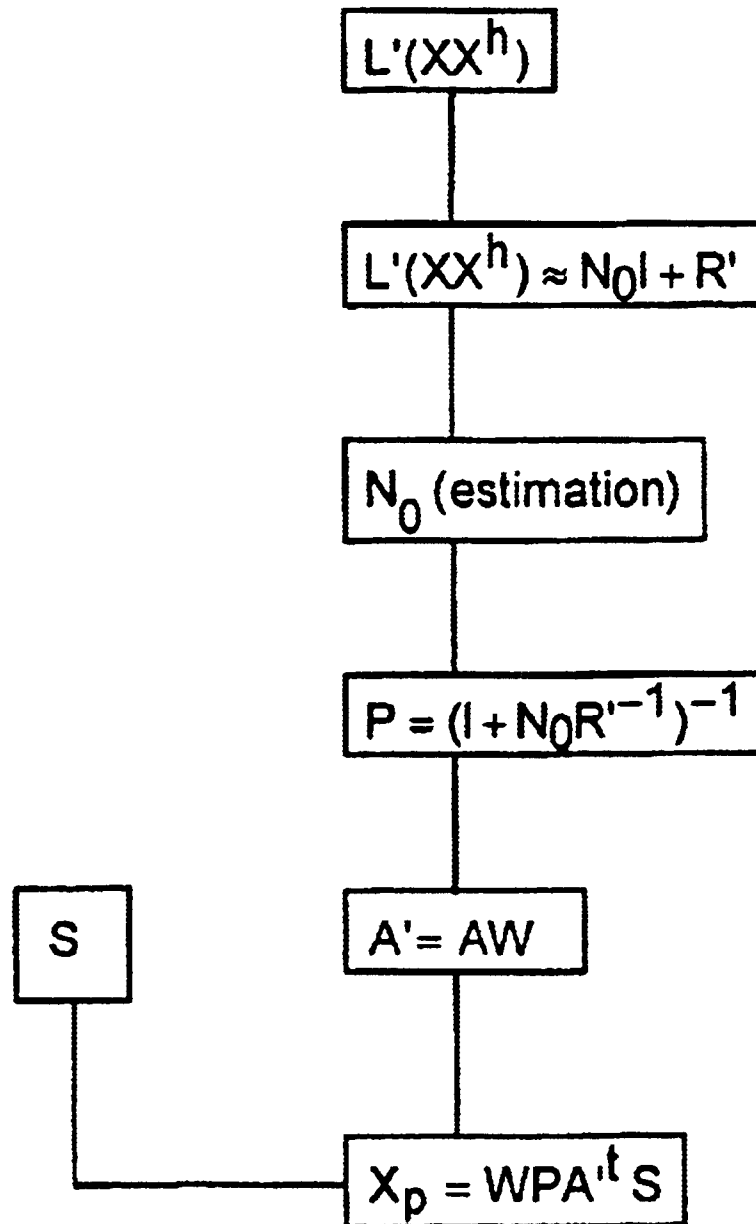 L'(XX^h)
L'(XX^h) ≈ N₀I + R'
N₀ (estimation)
P = (I + N₀R'⁻¹)⁻¹
S
A' = AW
Xₚ = WPA'ᵗ S